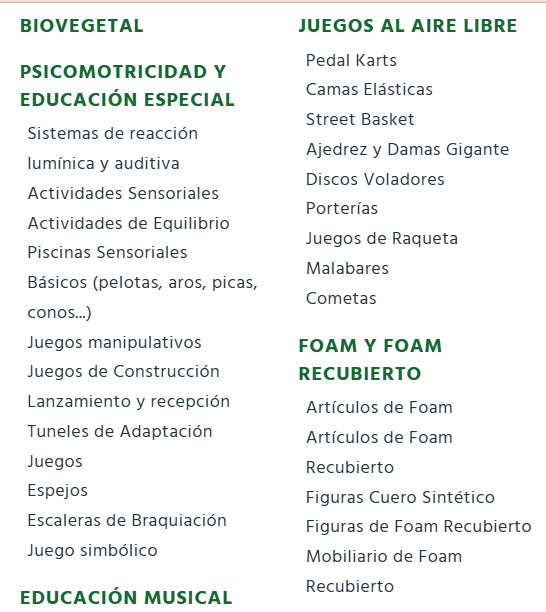 BIOVEGETAL
PSICOMOTRICIDAD Y
EDUCACIÓN ESPECIAL
Sistemas de reacción
lumínica y auditiva
Actividades Sensoriales
Actividades de Equilibrio
Piscinas Sensoriales
Básicos (pelotas, aros, picas,
conos...)
Juegos manipulativos
Juegos de Construcción
Lanzamiento y recepción
Tuneles de Adaptación
Juegos
Espejos
Escaleras de Braquiación
Juego simbólico
EDUCACIÓN MUSICAL
JUEGOS AL AIRE LIBRE
Pedal Karts
Camas Elásticas
Street Basket
Ajedrez y Damas Gigante
Discos Voladores
Porterías
Juegos de Raqueta
Malabares
Cometas
FOAM Y FOAM
RECUBIERTO
Artículos de Foam
Artículos de Foam
Recubierto
Figuras Cuero Sintético
Figuras de Foam Recubierto
Mobiliario de Foam
Recubierto